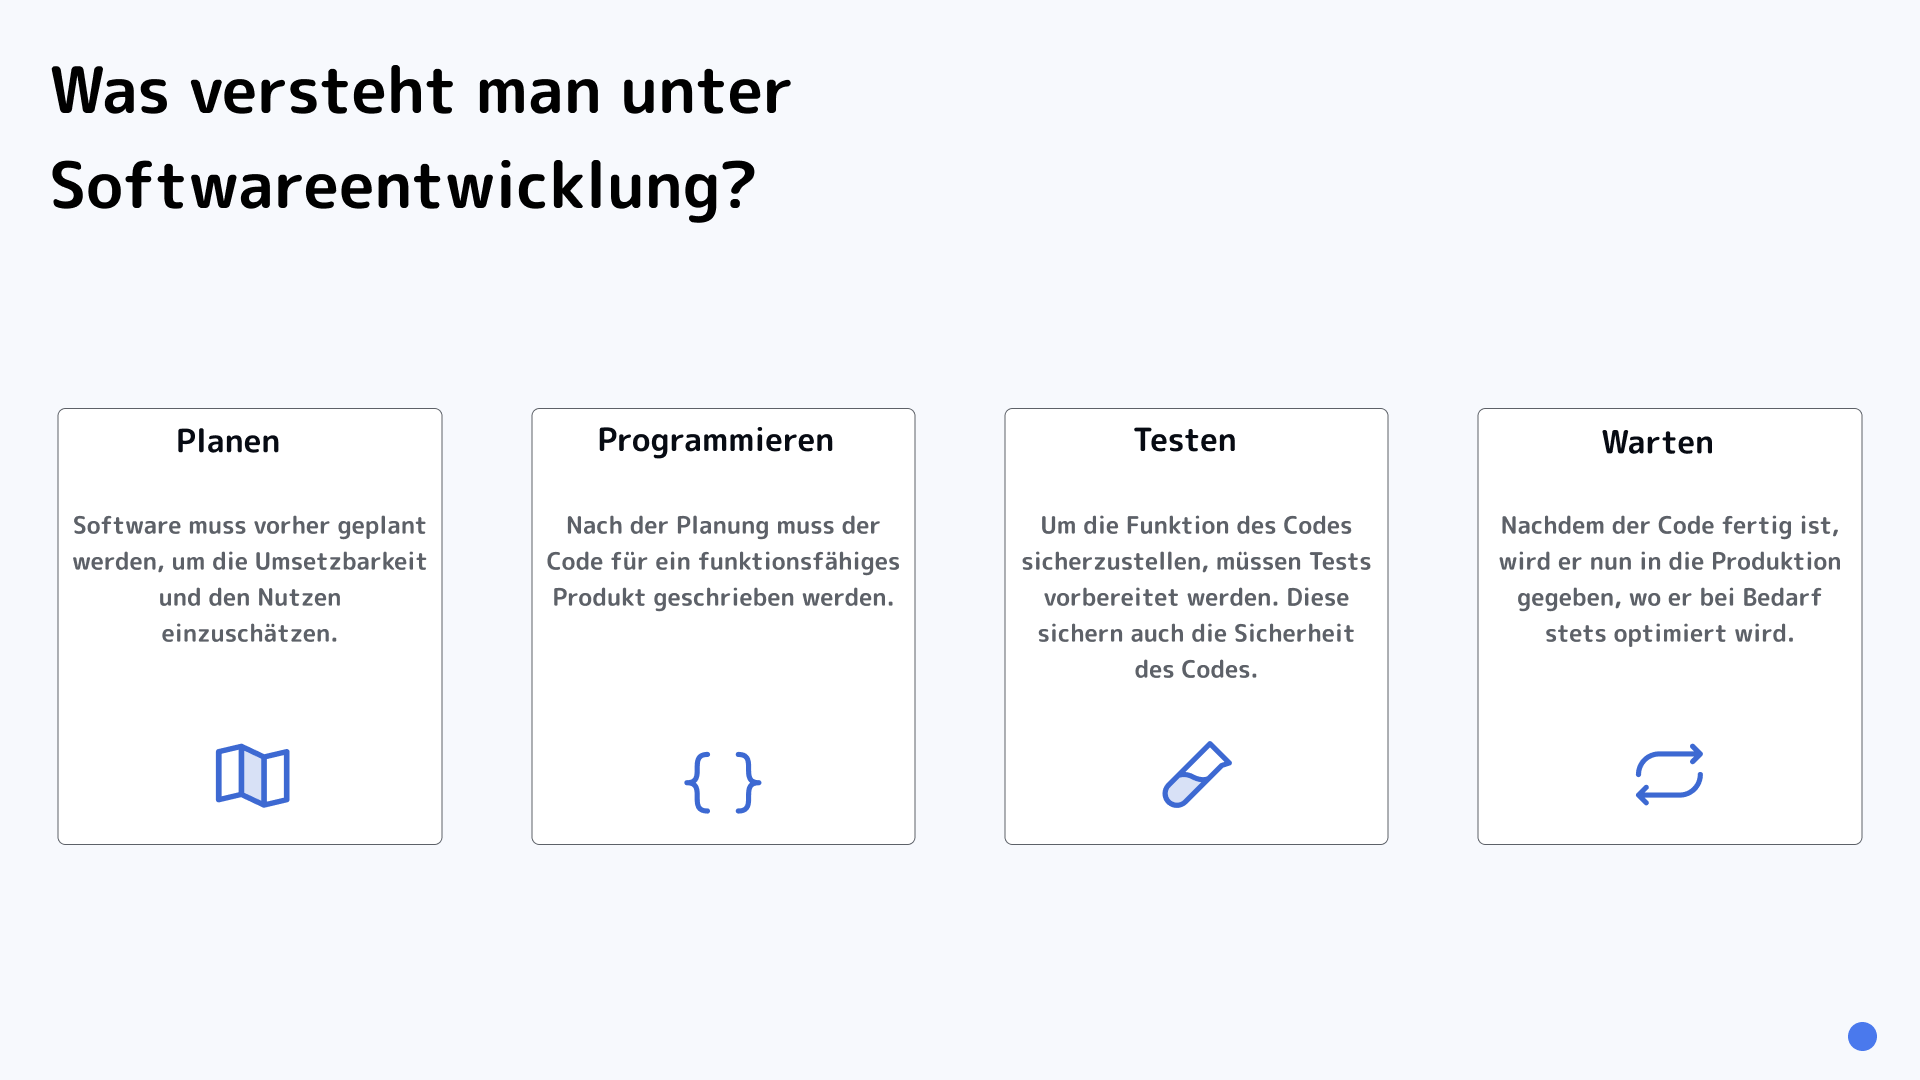 Was versteht man unter
Softwareentwicklung?
Planen
Software muss vorher geplant
werden, um die Umsetzbarkeit
und den Nutzen
einzuschätzen.
Programmieren
Nach der Planung muss der
Code für ein funktionsfähiges
Produkt geschrieben werden.
{ }
Testen
Um die Funktion des Codes
sicherzustellen, müssen Tests
vorbereitet werden. Diese
sichern auch die Sicherheit
des Codes.
Warten
Nachdem der Code fertig ist,
wird er nun in die Produktion
gegeben, wo er bei Bedarf
stets optimiert wird.